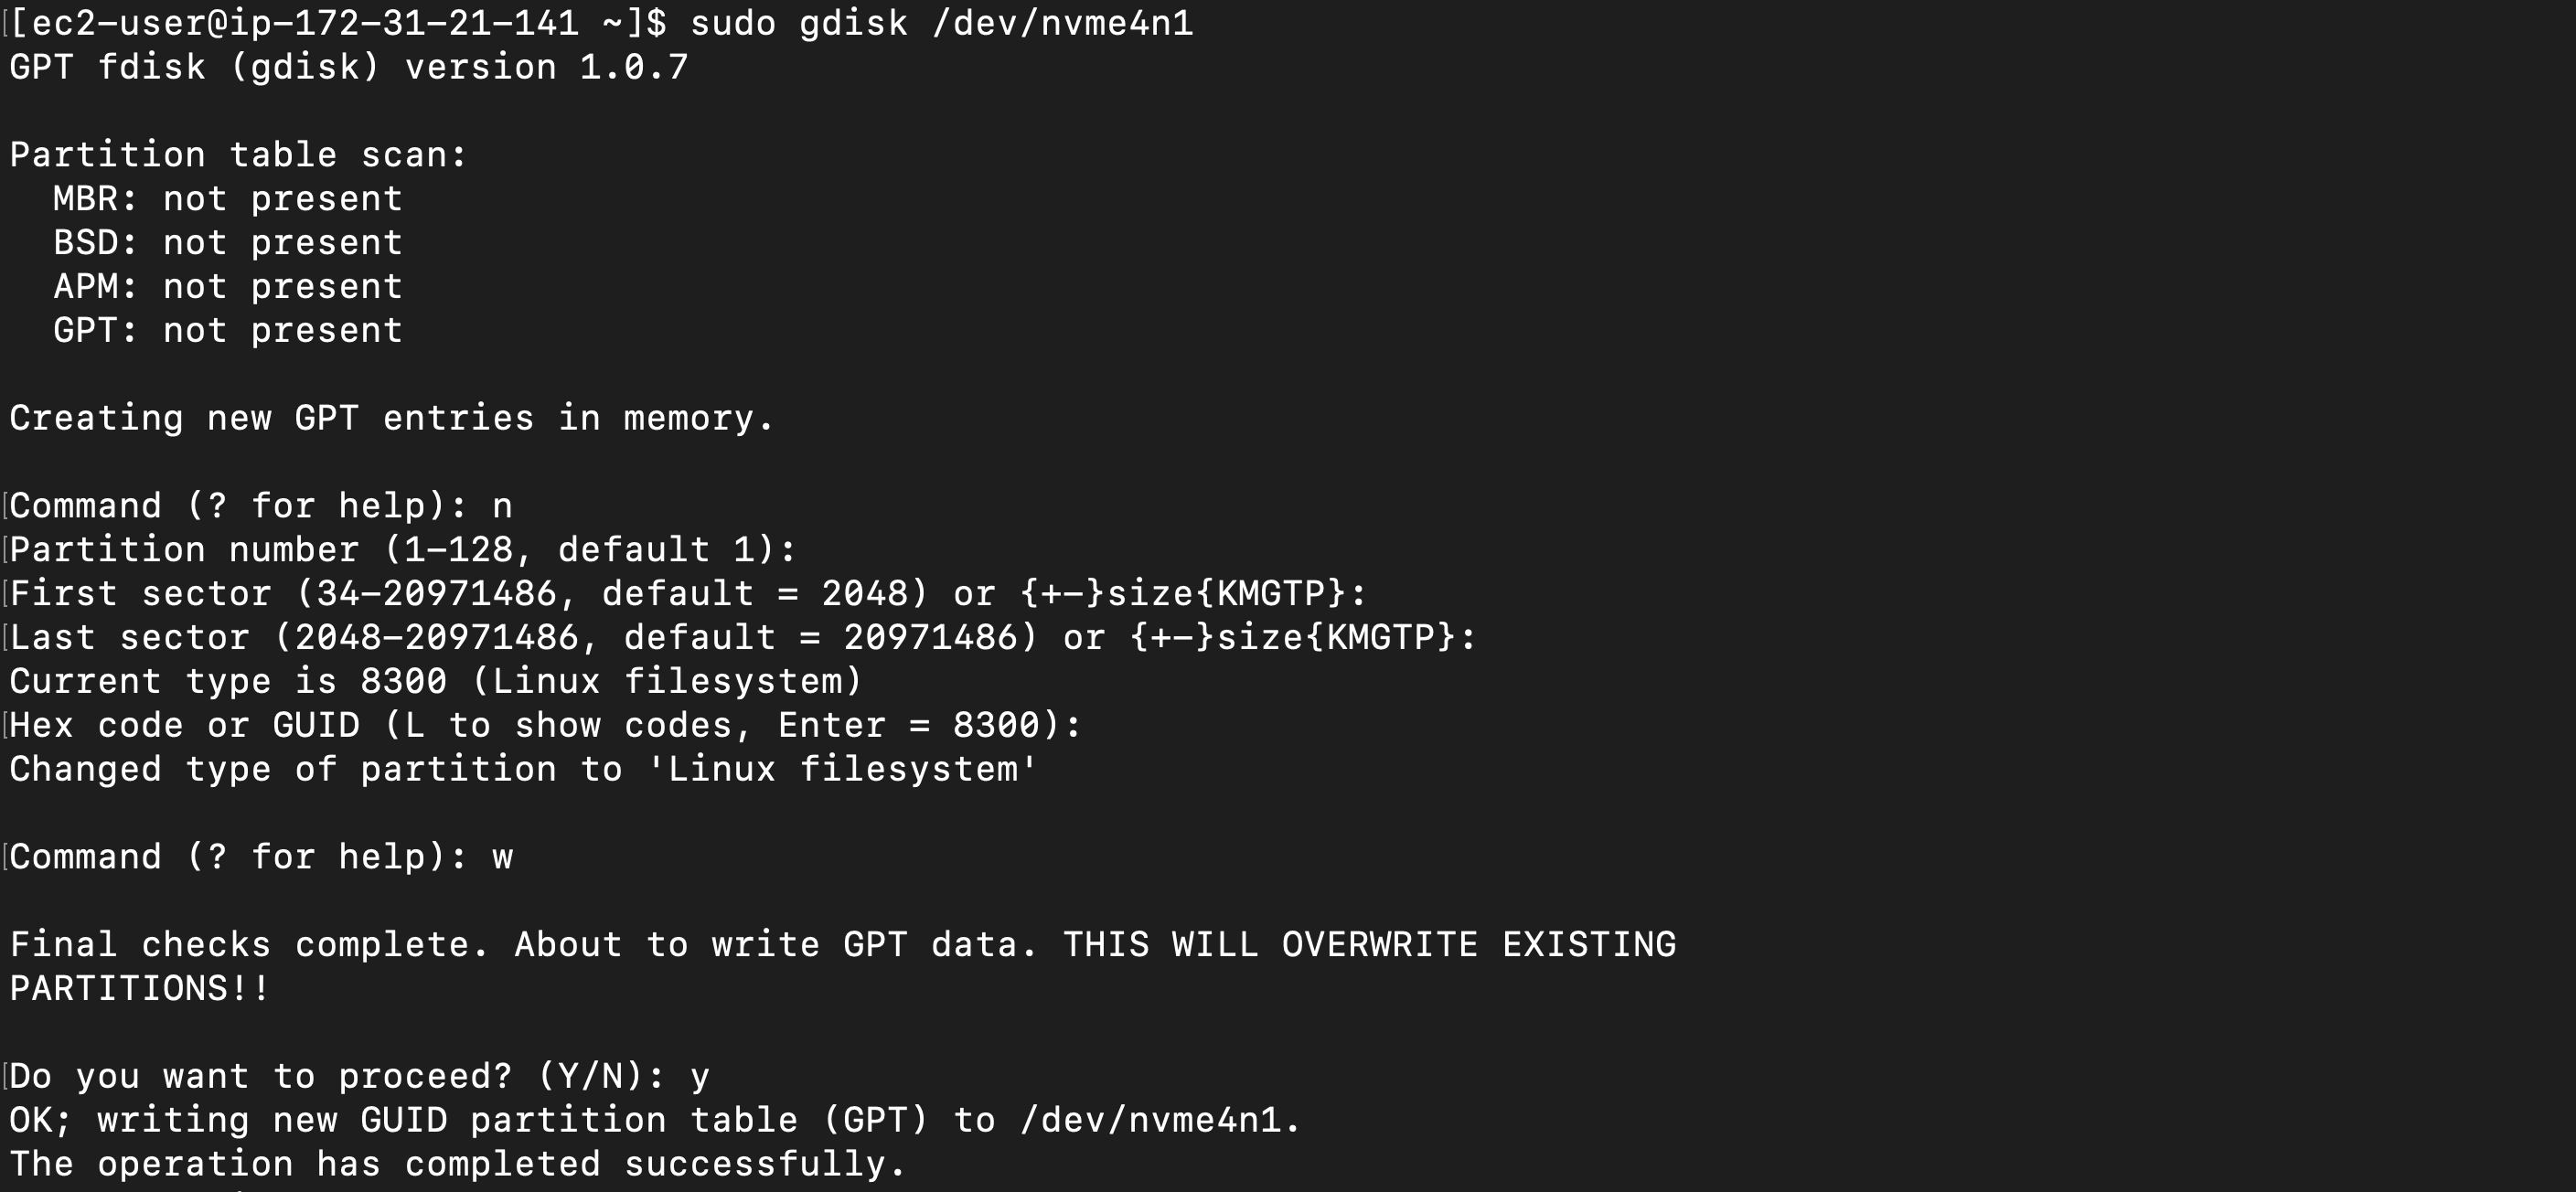 [ec2-user@ip-172-31-21-141 ~]$ sudo gdisk /dev/nvme4n1
GPT fdisk (gdisk) version 1.0.7

Partition table scan:
  MBR: not present
  BSD: not present
  APM: not present
  GPT: not present

Creating new GPT entries in memory.

Command (? for help): n
Partition number (1-128, default 1):
First sector (34-20971486, default = 2048) or {+-}size{KMGTP}:
Last sector (2048-20971486, default = 20971486) or {+-}size{KMGTP}:
Current type is 8300 (Linux filesystem)
Hex code or GUID (L to show codes, Enter = 8300):
Changed type of partition to 'Linux filesystem'

Command (? for help): w

Final checks complete. About to write GPT data. THIS WILL OVERWRITE EXISTING
PARTITIONS!!

Do you want to proceed? (Y/N): y
OK; writing new GUID partition table (GPT) to /dev/nvme4n1.
The operation has completed successfully.